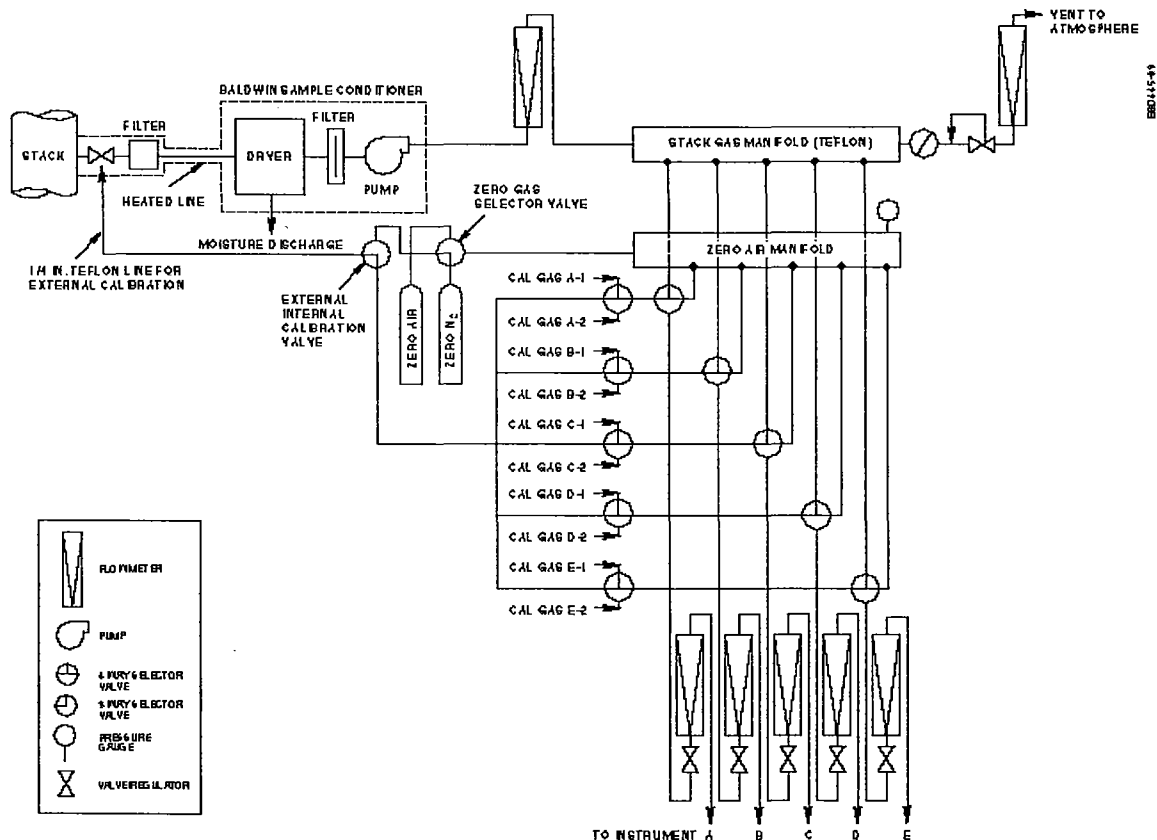 VENT TO
ATMOSPHERE
BALDWIN SAMPLE CONDITIONER
FILTER
FILTER
STACK
DRYER
PUMP
STACK GAS MANIFOLD (TEFLON)
HEATED LINE
ZERO GAS
SELECTOR VALVE
MOISTURE DISCHARGE
ZERO AIR MANIFOLD
1/4 IN. TEFLON LINE FOR
EXTERNAL CALIBRATION
EXTERNAL
INTERNAL
CALIBRATION
VALVE
ZERO AIR
ZERO N2
CAL GAS A-1
CAL GAS A-2
CAL GAS B-1
CAL GAS B-2
CAL GAS C-1
CAL GAS C-2
CAL GAS D-1
CAL GAS D-2
CAL GAS E-1
CAL GAS E-2
FLOWMETER
PUMP
4 WAY SELECTOR
VALVE
3 WAY SELECTOR
VALVE
PRESSURE
GAUGE
VALVE/REGULATOR
TO INSTRUMENT A B C D E